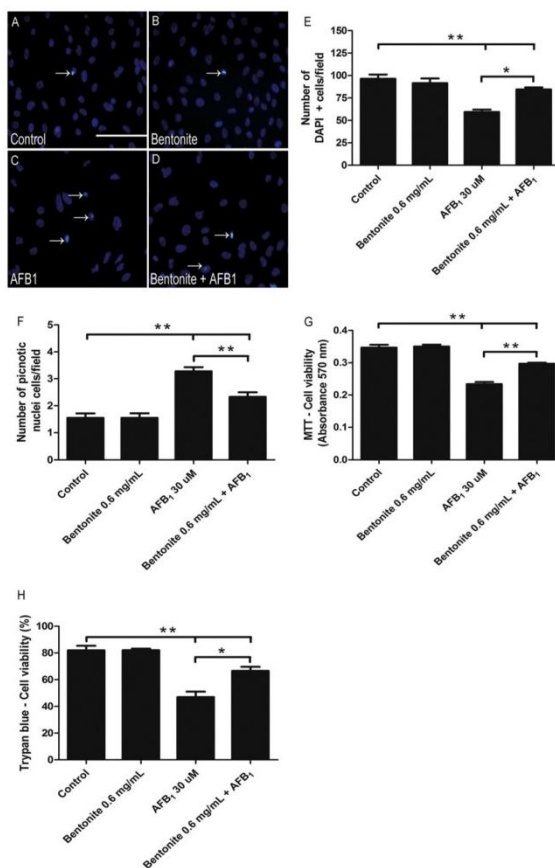 A
Control
B
Bentonite
C
AFB1
D
Bentonite + AFB1
E
Number of
DAPI + cells/field
125
100
75
50
25
0
**
*
Control
Bentonite 0.6 mg/mL
AFB₁ 30 uM
Bentonite 0.6 mg/mL + AFB₁
F
Number of picnotic
nuclei cells/field
5
4
3
2
1
0
**
**
Control
Bentonite 0.6 mg/mL
AFB₁ 30 uM
Bentonite 0.6 mg/mL + AFB₁
G
MTT - Cell viability
(Absorbance 570 nm)
0.4
0.3
0.2
0.1
0.0
**
**
Control
Bentonite 0.6 mg/mL
AFB₁ 30 uM
Bentonite 0.6 mg/mL + AFB₁
H
Trypan blue - Cell viability (%)
100
80
60
40
20
0
**
*
Control
Bentonite 0.6 mg/mL
AFB₁ 30 uM
Bentonite 0.6 mg/mL + AFB₁